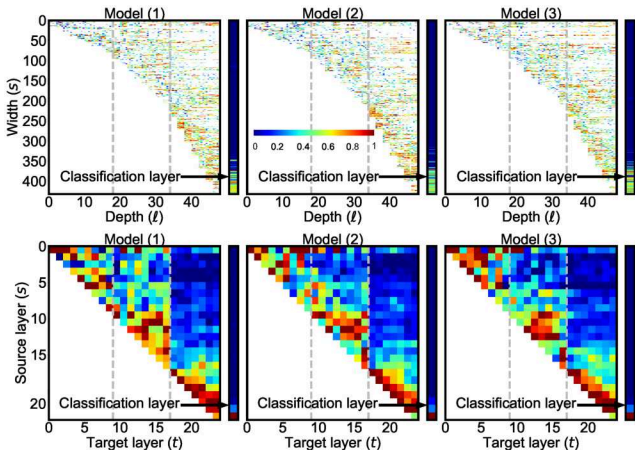 Model (1) Model (2) Model (3)
0
50
100
150
200
250
300
350
400
Width (s)
0 0.2 0.4 0.6 0.8 1
Classification layer Classification layer Classification layer
0 10 20 30 40 0 10 20 30 40 0 10 20 30 40
Depth (ℓ) Depth (ℓ) Depth (ℓ)
Model (1) Model (2) Model (3)
0
5
10
15
20
Source layer (s)
Classification layer Classification layer Classification layer
0 5 10 15 20 0 5 10 15 20 0 5 10 15 20
Target layer (t) Target layer (t) Target layer (t)